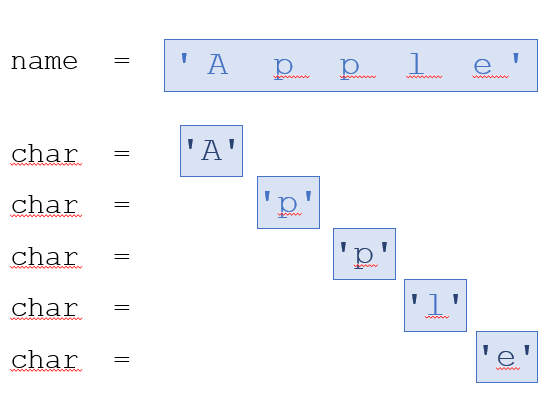 name = 'A p p l e'
char = 'A'
char = 'p'
char = 'p'
char = 'l'
char = 'e'